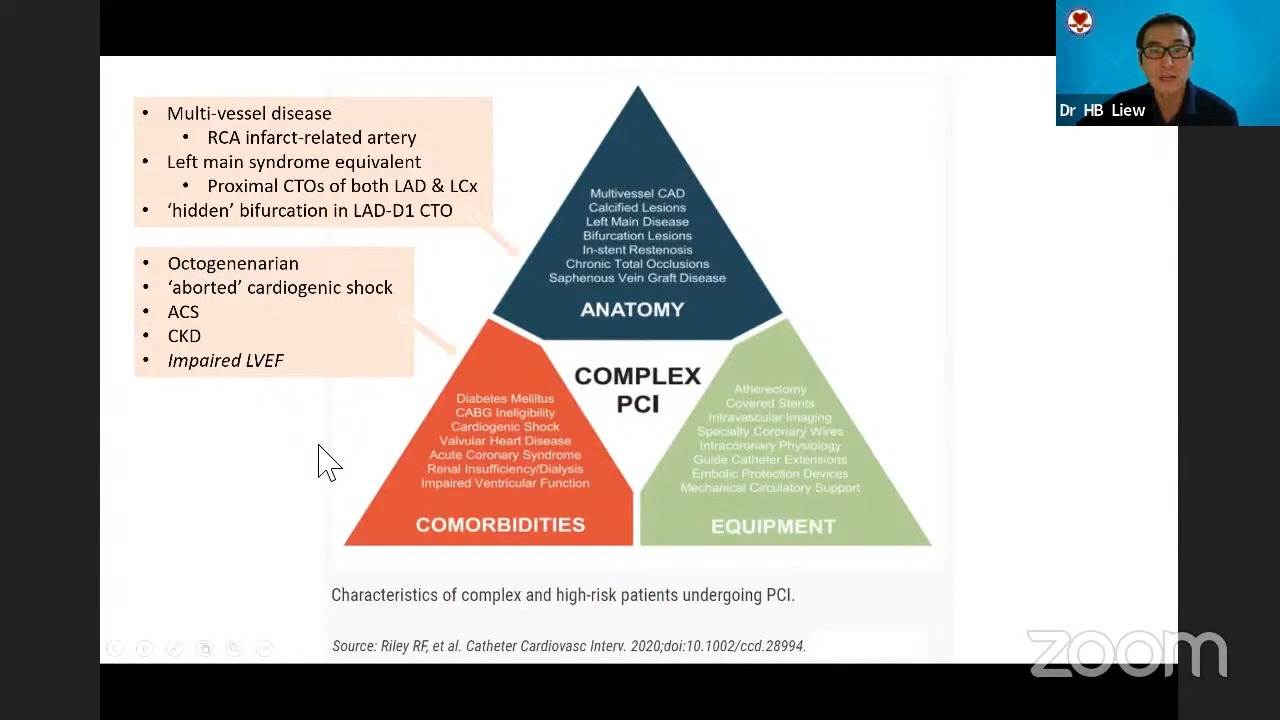 • Multi-vessel disease
• RCA infarct-related artery
• Left main syndrome equivalent
• Proximal CTOs of both LAD & LCx
• ‘hidden’ bifurcation in LAD-D1 CTO
• Octogenenarian
• ‘aborted’ cardiogenic shock
• ACS
• CKD
• Impaired LVEF
Multivessel CAD
Calcified Lesions
Left Main Disease
Bifurcation Lesions
In-stent Restenosis
Chronic Total Occlusions
Saphenous Vein Graft Disease
ANATOMY
COMPLEX
PCI
Diabetes Mellitus
CABG Ineligibility
Cardiogenic Shock
Valvular Heart Disease
Acute Coronary Syndrome
Renal Insufficiency/Dialysis
Impaired Ventricular Function
COMORBIDITIES
Atherectomy
Covered Stents
Intravascular Imaging
Specialty Coronary Wires
Intracoronary Physiology
Guide Catheter Extensions
Embolic Protection Devices
Mechanical Circulatory Support
EQUIPMENT
Characteristics of complex and high-risk patients undergoing PCI.
Source: Riley RF, et al. Catheter Cardiovasc Interv. 2020;doi:10.1002/ccd.28994.
Dr HB Liew
zoom